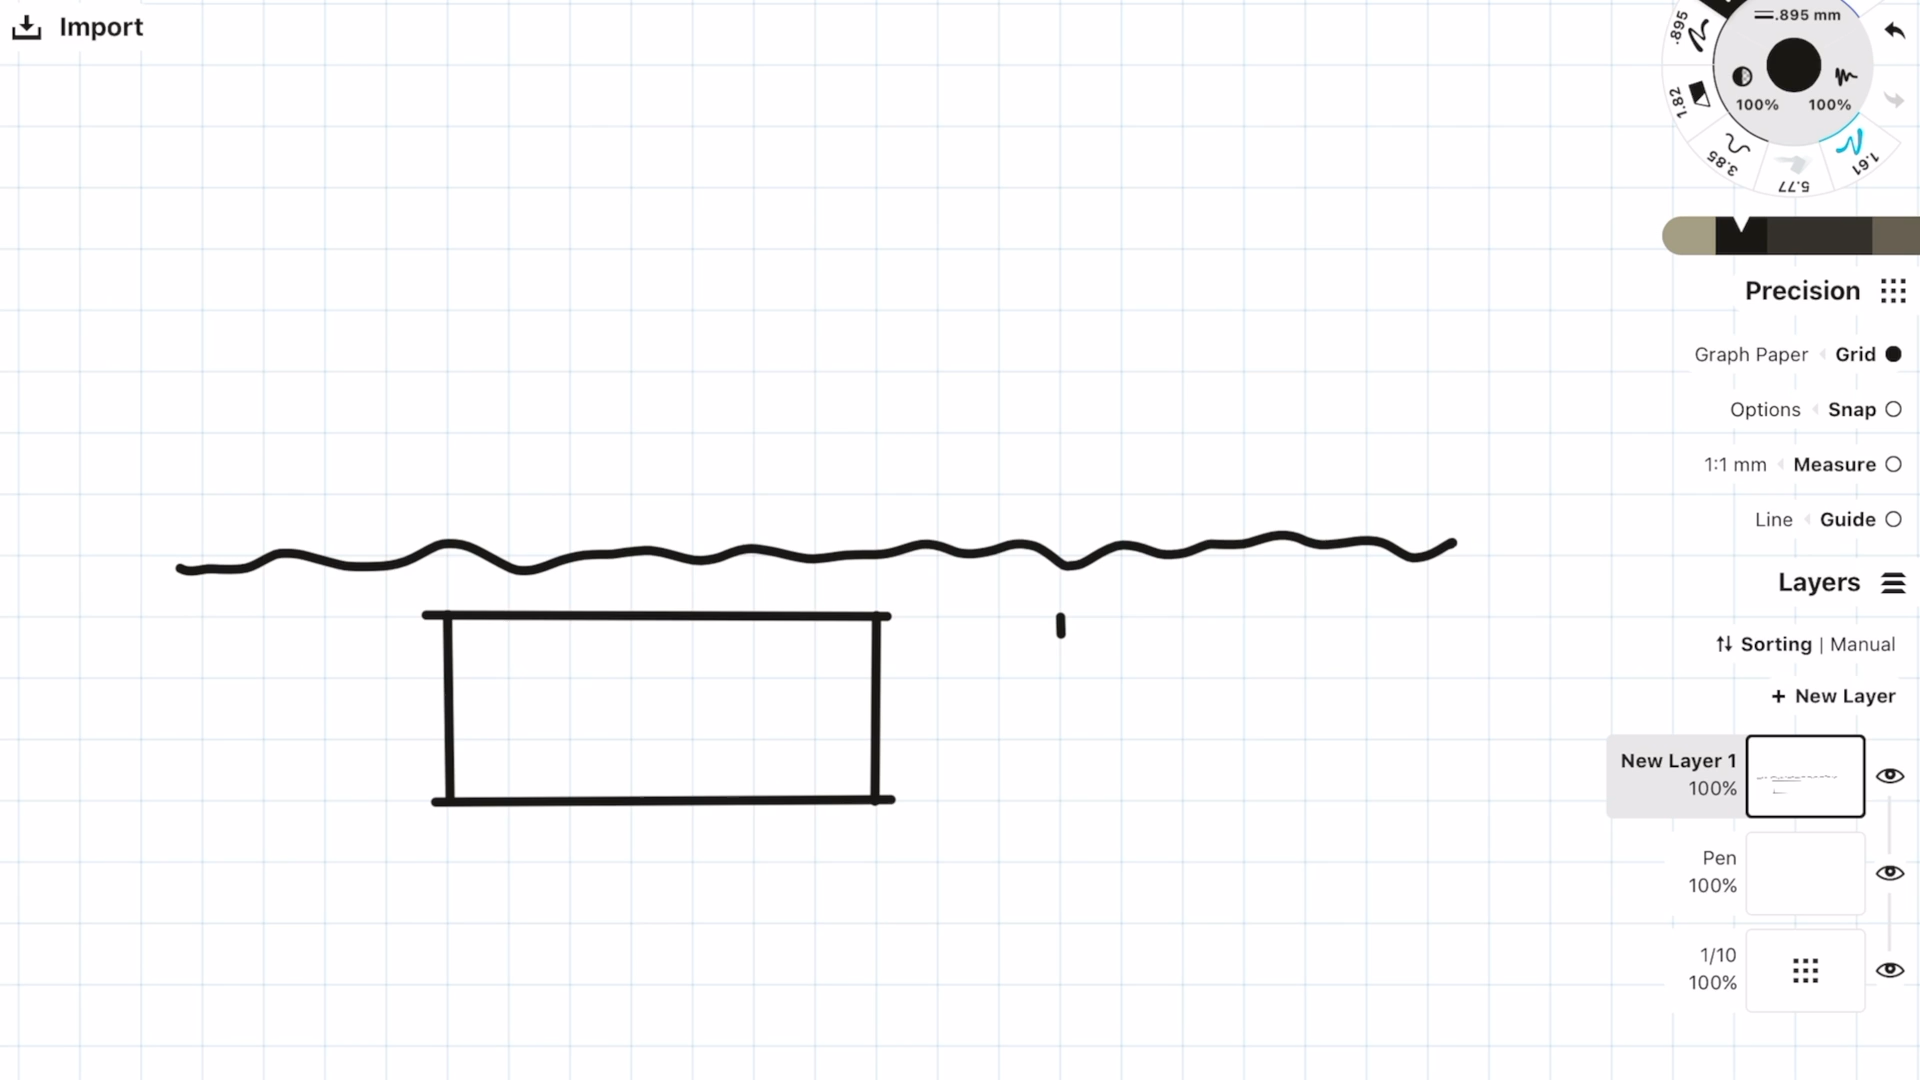 Import
.895 mm
.895
100%
100%
1.82
3.85
5.77
1.61
Precision
Graph Paper Grid
Options Snap
1:1 mm Measure
Line Guide
Layers
Sorting | Manual
+ New Layer
New Layer 1
100%
Pen
100%
1/10
100%